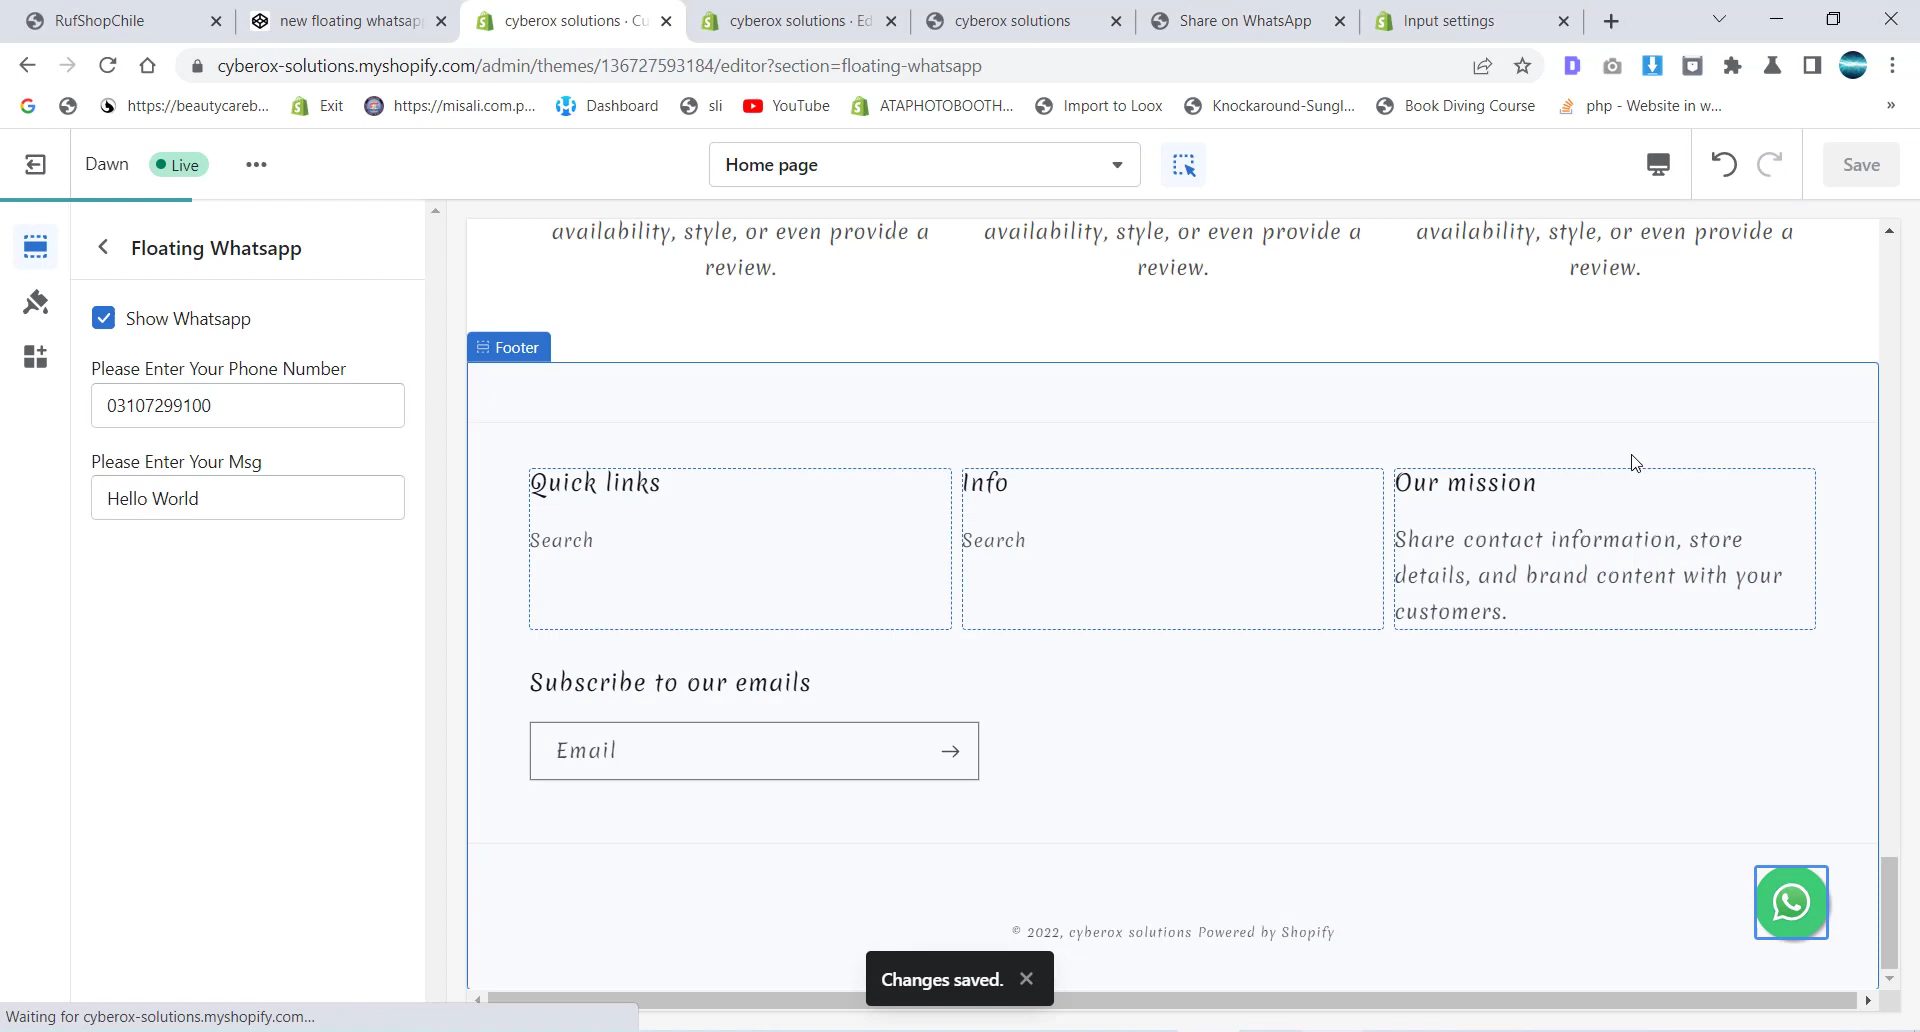 RufShopChile
new floating whatsap
cyberox solutions · Cu
cyberox solutions · Ed
cyberox solutions
Share on WhatsApp
Input settings
cyberox-solutions.myshopify.com/admin/themes/136727593184/editor?section=floating-whatsapp
https://beautycareb...
Exit
https://misali.com.p...
Dashboard
sli
YouTube
ATAPHOTOBOOTH...
Import to Loox
Knockaround-Sungl...
Book Diving Course
php - Website in w...
Dawn
Live
Home page
Save
Floating Whatsapp
Show Whatsapp
Please Enter Your Phone Number
03107299100
Please Enter Your Msg
Hello World
availability, style, or even provide a
review.
availability, style, or even provide a
review.
availability, style, or even provide a
review.
Footer
Quick links
Search
Info
Search
Our mission
Share contact information, store
details, and brand content with your
customers.
Subscribe to our emails
Email
© 2022, cyberox solutions Powered by Shopify
Changes saved.
Waiting for cyberox-solutions.myshopify.com...